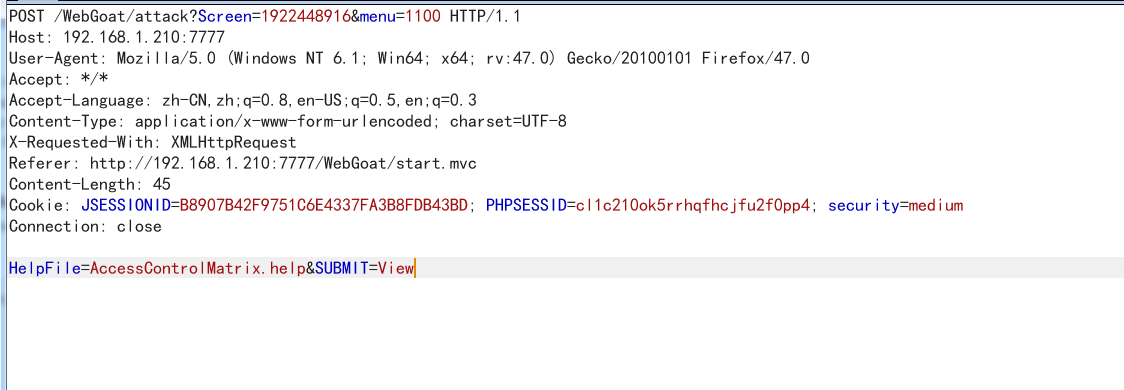 POST /WebGoat/attack?Screen=1922448916&menu=1100 HTTP/1.1
Host: 192.168.1.210:7777
User-Agent: Mozilla/5.0 (Windows NT 6.1; Win64; x64; rv:47.0) Gecko/20100101 Firefox/47.0
Accept: */*
Accept-Language: zh-CN,zh;q=0.8,en-US;q=0.5,en;q=0.3
Content-Type: application/x-www-form-urlencoded; charset=UTF-8
X-Requested-With: XMLHttpRequest
Referer: http://192.168.1.210:7777/WebGoat/start.mvc
Content-Length: 45
Cookie: JSESSIONID=B8907B42F9751C6E4337FA3B8FDB43BD; PHPSESSID=cl1c210ok5rrhqfhcjfu2f0pp4; security=medium
Connection: close
HelpFile=AccessControlMatrix.help&SUBMIT=View